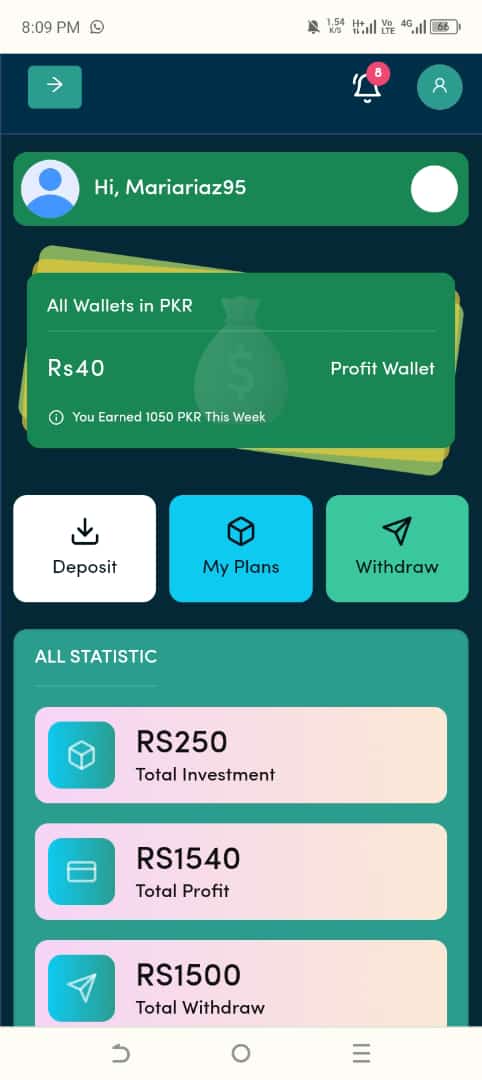 8:09 PM
1.54 K/S H+ Vo LTE 4G 66
8
Hi, Mariariaz95
All Wallets in PKR
$
Rs40
Profit Wallet
You Earned 1050 PKR This Week
Deposit
My Plans
Withdraw
ALL STATISTIC
RS250
Total Investment
RS1540
Total Profit
RS1500
Total Withdraw